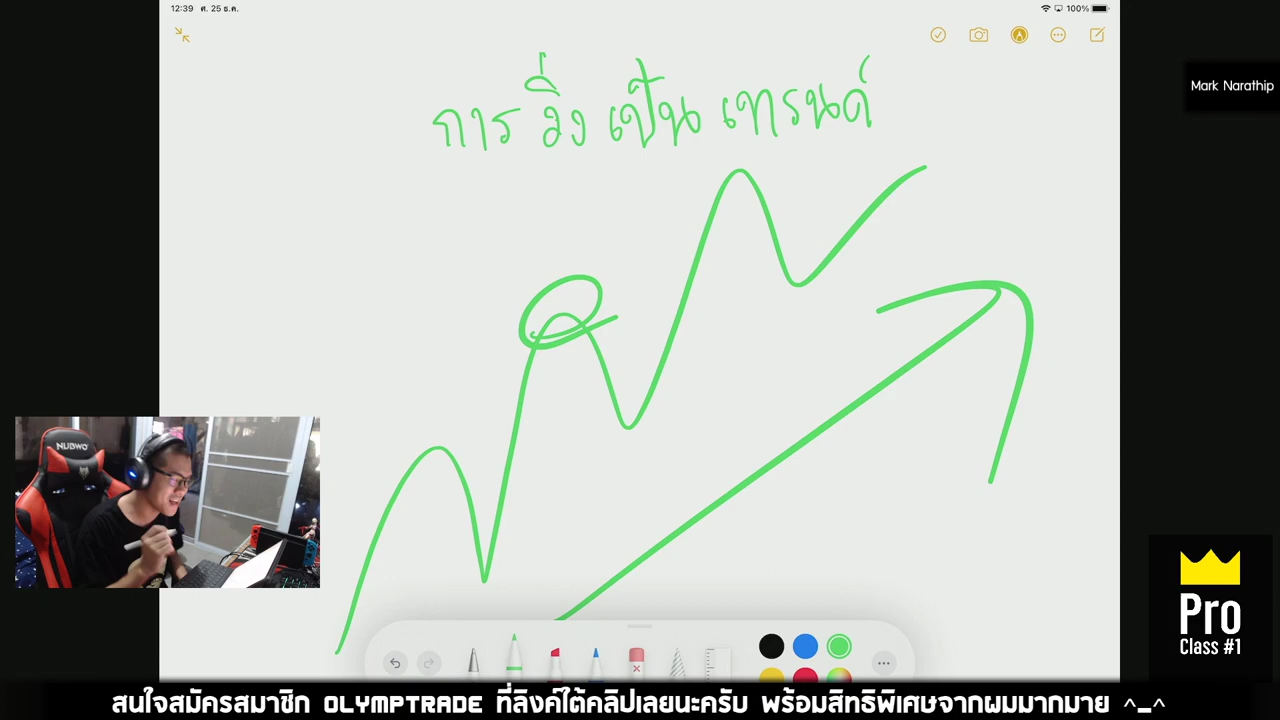 12:39 ศ. 25 ธ.ค.
100%
Mark Narathip
การ วิ่ง เป็น เทรนด์
NUBWO
Pro
Class #1
สนใจสมัครสมาชิก OLYMPTRADE ที่ลิงค์ใต้คลิปเลยนะครับ พร้อมสิทธิพิเศษจากผมมากมาย ^_^